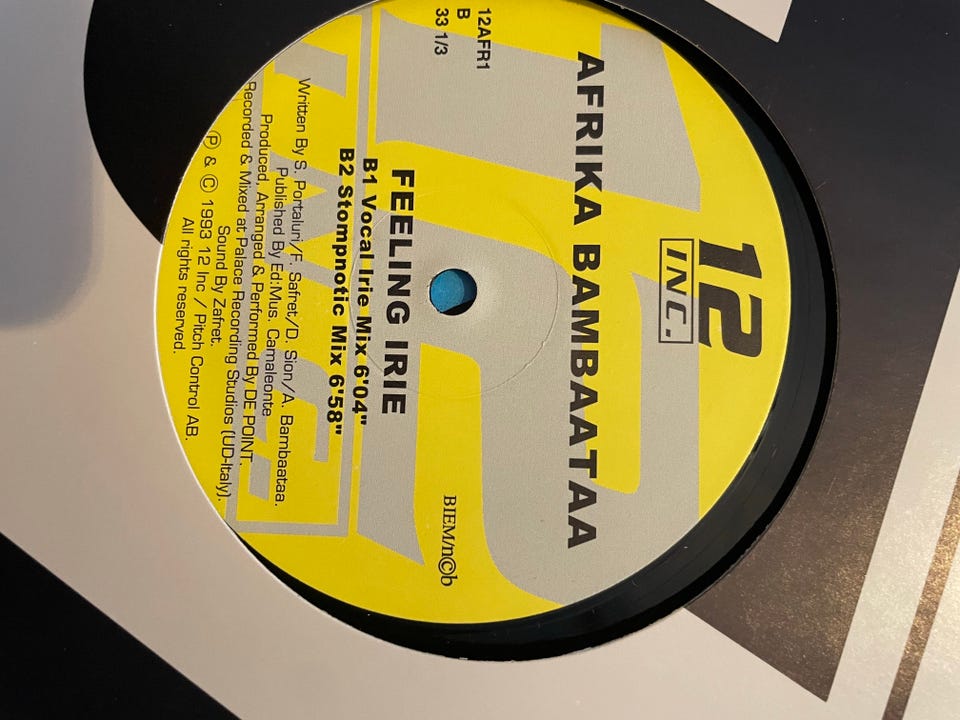 12
INC.
AFRIKA BAMBAATAA
12AFR1
B
33 1/3
BIEM/n©b
FEELING IRIE
B1 Vocal Irie Mix 6'04"
B2 Stompnotic Mix 6'58"
Written By S. Portaluri/F. Safret/D. Sion/A. Bambaataa.
Published By Ed:Mus. Camaleonte
Produced, Arranged & Performed By DE POINT.
Recorded & Mixed at Palace Recording Studios (UD-Italy).
Sound By Zafret.
℗ & © 1993 12 Inc / Pitch Control AB.
All rights reserved.